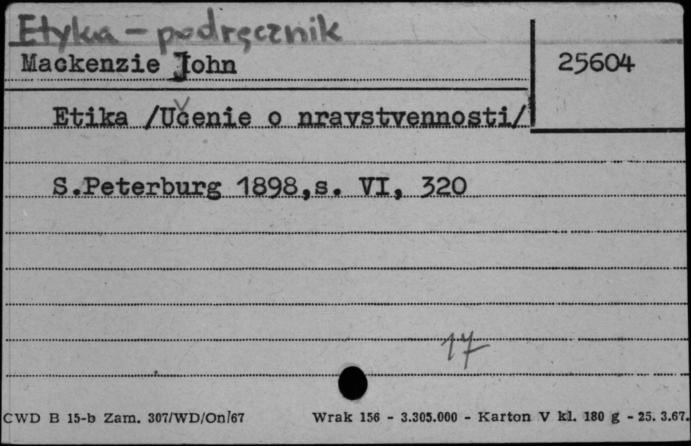 Etyka - podręcznik
Mackenzie John
25604
Etika /Učenie o nravstvennosti/
S.Peterburg 1898,s. VI, 320
17
CWD B 15-b Zam. 307/WD/On/67 Wrak 156 - 3.305.000 - Karton V kl. 180 g - 25. 3.67.